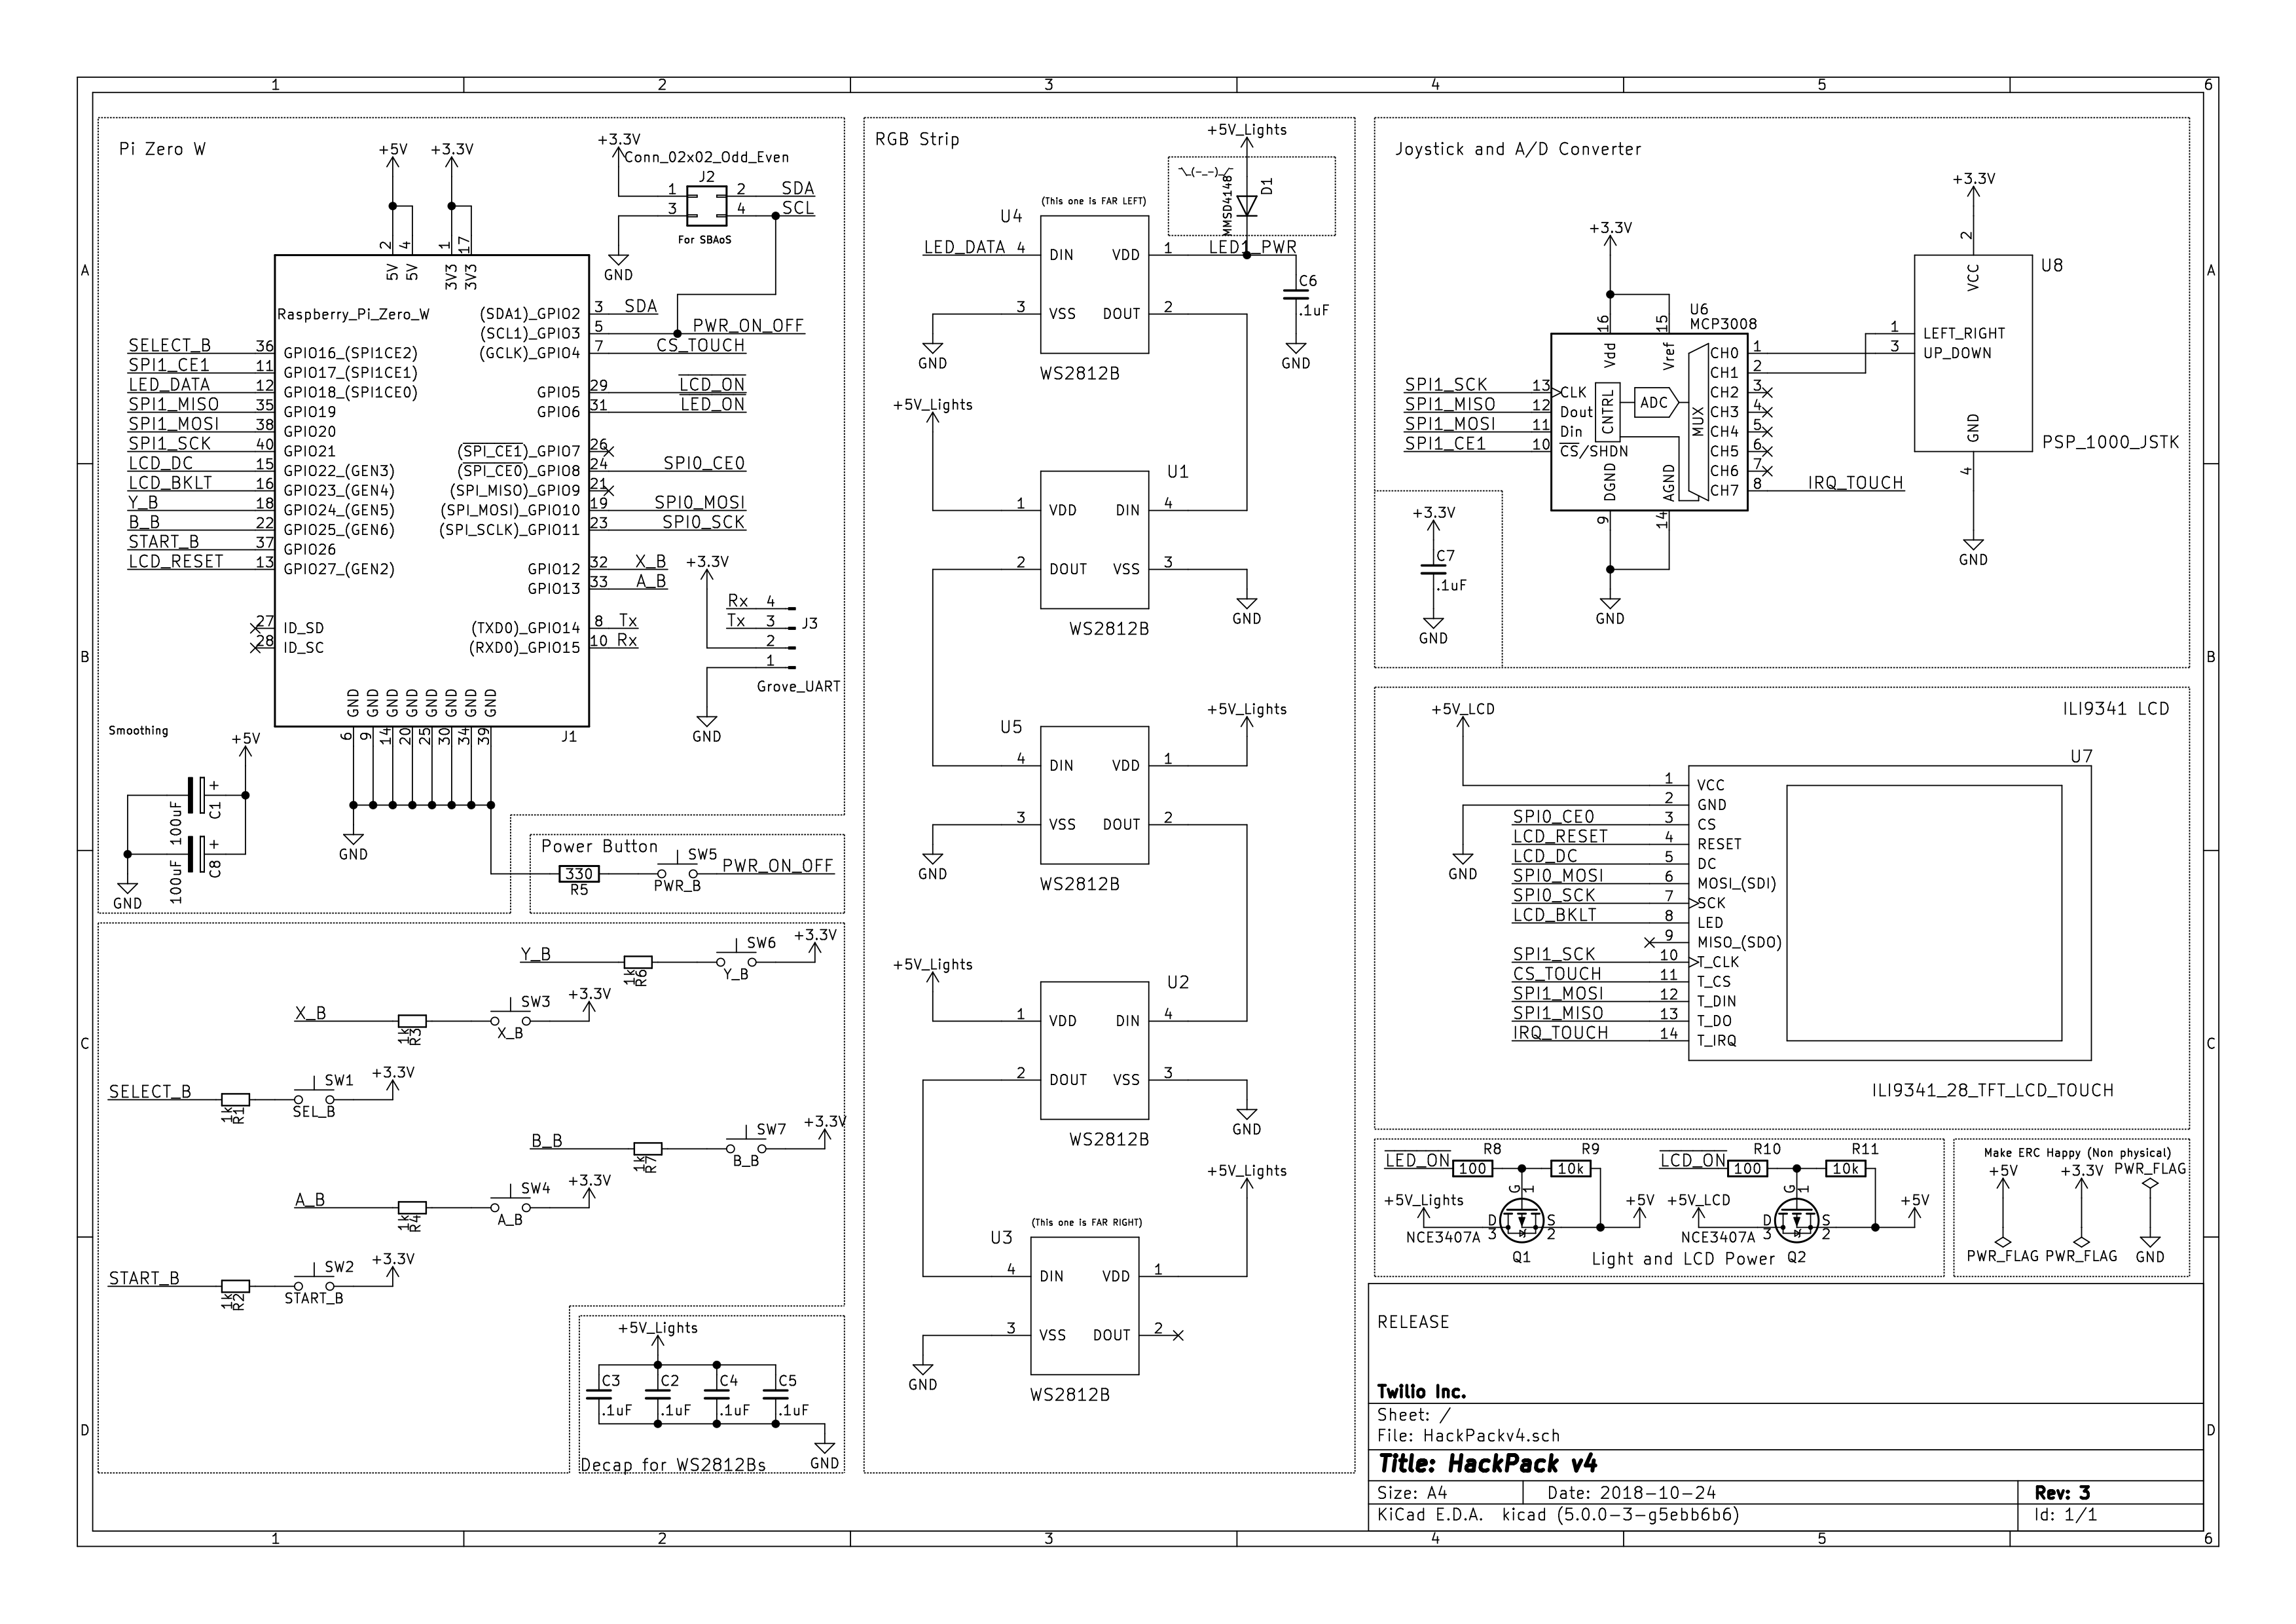 1 2 3 4 5 6
A
B
C
D
Pi Zero W
+5V
+3.3V
+3.3V
Conn_02x02_Odd_Even
J2
1 2 SDA
3 4 SCL
For SBAoS
GND
2 4 1 17
5V 5V 3V3 3V3
Raspberry_Pi_Zero_W
SELECT_B 36 GPIO16_(SPI1CE2)
SPI1_CE1 11 GPIO17_(SPI1CE1)
LED_DATA 12 GPIO18_(SPI1CE0)
SPI1_MISO 35 GPIO19
SPI1_MOSI 38 GPIO20
SPI1_SCK 40 GPIO21
LCD_DC 15 GPIO22_(GEN3)
LCD_BKLT 16 GPIO23_(GEN4)
Y_B 18 GPIO24_(GEN5)
B_B 22 GPIO25_(GEN6)
START_B 37 GPIO26
LCD_RESET 13 GPIO27_(GEN2)
27 ID_SD
28 ID_SC
(SDA1)_GPIO2 3 SDA
(SCL1)_GPIO3 5 PWR_ON_OFF
(GCLK)_GPIO4 7 CS_TOUCH
GPIO5 29 LCD_ON
GPIO6 31 LED_ON
(SPI_CE1)_GPIO7 26
(SPI_CE0)_GPIO8 24 SPI0_CE0
(SPI_MISO)_GPIO9 21
(SPI_MOSI)_GPIO10 19 SPI0_MOSI
(SPI_SCLK)_GPIO11 23 SPI0_SCK
GPIO12 32 X_B
GPIO13 33 A_B
(TXD0)_GPIO14 8 Tx
(RXD0)_GPIO15 10 Rx
GND GND GND GND GND GND GND GND
6 9 14 20 25 30 34 39
J1
GND
+3.3V
Rx 4
Tx 3 J3
2
1
Grove_UART
GND
Smoothing
+5V
100uF C1 +
100uF C8 +
GND
Power Button
330
R5
SW5
PWR_B
PWR_ON_OFF
Y_B 1k R6 SW6 Y_B +3.3V
X_B 1k R3 SW3 X_B +3.3V
SELECT_B 1k R1 SW1 SEL_B +3.3V
B_B 1k R7 SW7 B_B +3.3V
A_B 1k R4 SW4 A_B +3.3V
START_B 1k R2 SW2 START_B +3.3V
+5V_Lights
C3 C2 C4 C5
.1uF .1uF .1uF .1uF
Decap for WS2812Bs
GND
RGB Strip
+5V_Lights
¯\_(-_-)_/¯
MMSD4148
D1
(This one is FAR LEFT)
U4
LED_DATA 4 DIN VDD 1 LED1_PWR
3 VSS DOUT 2
GND
WS2812B
C6
.1uF
GND
+5V_Lights
U1
1 VDD DIN 4
2 DOUT VSS 3
GND
WS2812B
+5V_Lights
U5
4 DIN VDD 1
3 VSS DOUT 2
GND
WS2812B
+5V_Lights
U2
1 VDD DIN 4
2 DOUT VSS 3
GND
WS2812B
+5V_Lights
(This one is FAR RIGHT)
U3
4 DIN VDD 1
3 VSS DOUT 2
GND
WS2812B
Joystick and A/D Converter
+3.3V
+3.3V
U6
MCP3008
16 15
Vdd Vref
SPI1_SCK 13 CLK
SPI1_MISO 12 Dout
SPI1_MOSI 11 Din
SPI1_CE1 10 CS/SHDN
CNTRL
ADC
MUX
CH0 1
CH1 2
CH2 3
CH3 4
CH4 5
CH5 6
CH6 7
CH7 8 IRQ_TOUCH
DGND AGND
9 14
GND
2
VCC
U8
1 LEFT_RIGHT
3 UP_DOWN
GND
4
PSP_1000_JSTK
GND
+3.3V
C7
.1uF
GND
ILI9341 LCD
+5V_LCD
U7
1 VCC
2 GND
SPI0_CE0 3 CS
LCD_RESET 4 RESET
LCD_DC 5 DC
SPI0_MOSI 6 MOSI_(SDI)
SPI0_SCK 7 SCK
LCD_BKLT 8 LED
9 MISO_(SDO)
SPI1_SCK 10 T_CLK
CS_TOUCH 11 T_CS
SPI1_MOSI 12 T_DIN
SPI1_MISO 13 T_DO
IRQ_TOUCH 14 T_IRQ
GND
ILI9341_28_TFT_LCD_TOUCH
LED_ON R8 100 R9 10k
+5V_Lights
G 1
D 3
S 2
+5V
NCE3407A
Q1
LCD_ON R10 100 R11 10k
+5V_LCD
G 1
D 3
S 2
+5V
NCE3407A
Q2
Light and LCD Power
Make ERC Happy (Non physical)
+5V +3.3V PWR_FLAG
PWR_FLAG PWR_FLAG GND
RELEASE
Twilio Inc.
Sheet: /
File: HackPackv4.sch
Title: HackPack v4
Size: A4 Date: 2018-10-24 Rev: 3
KiCad E.D.A. kicad (5.0.0-3-g5ebb6b6) Id: 1/1
A
B
C
D
1 2 3 4 5 6